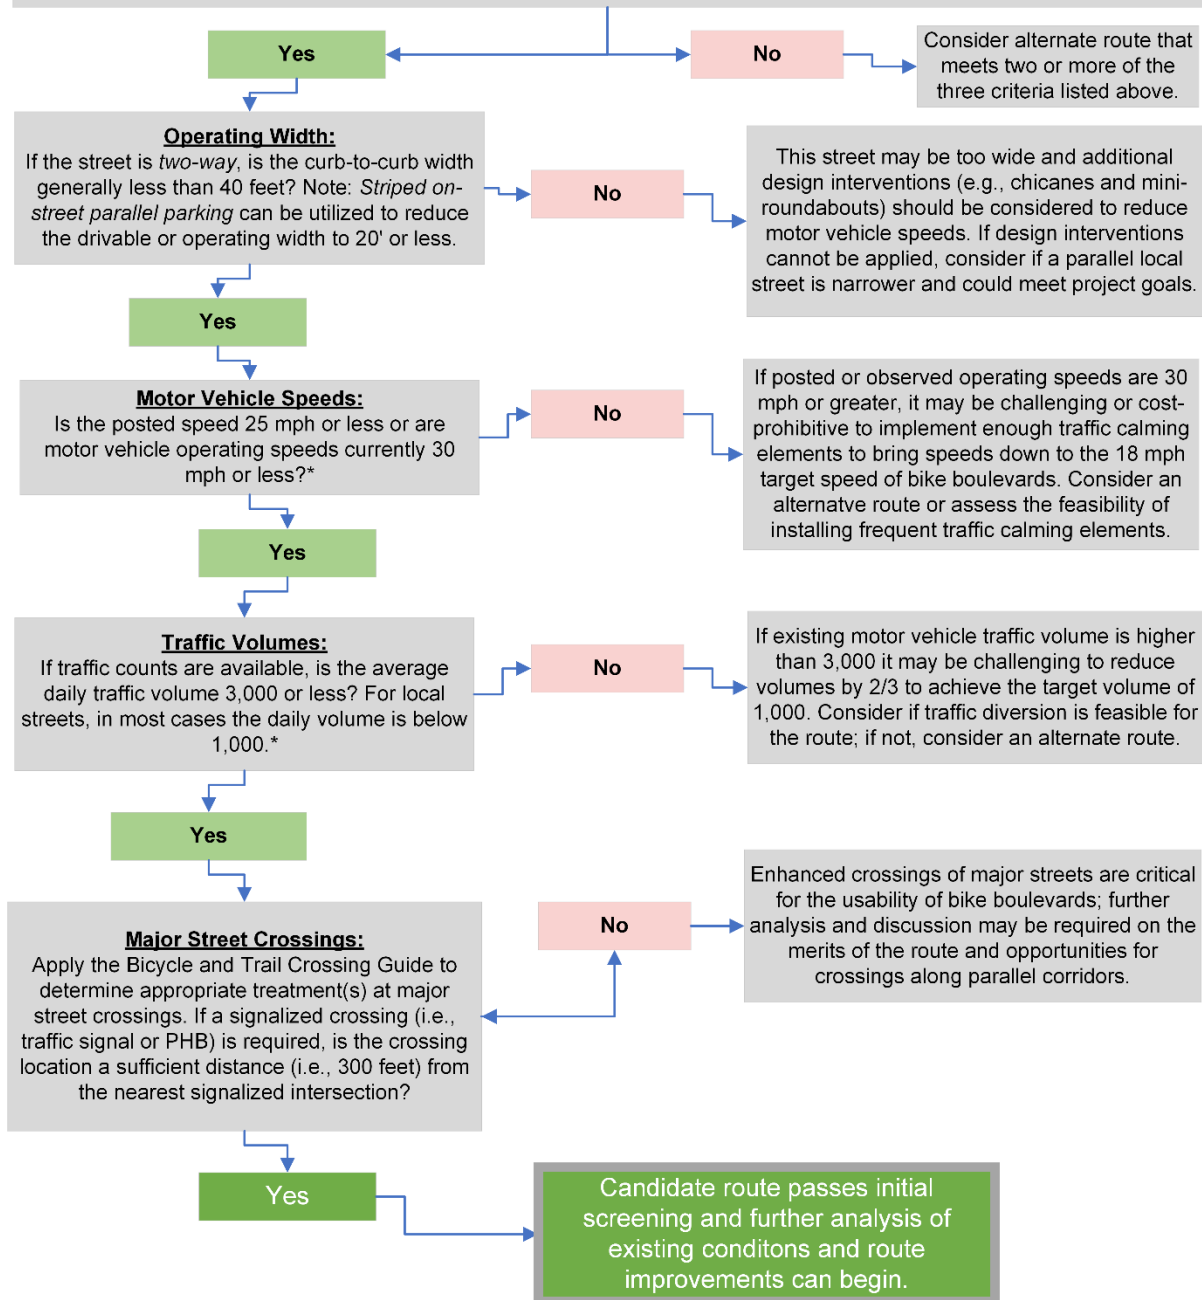 Yes
No
Consider alternate route that
meets two or more of the
three criteria listed above.
Operating Width:
If the street is two-way, is the curb-to-curb width
generally less than 40 feet? Note: Striped on-
street parallel parking can be utilized to reduce
the drivable or operating width to 20' or less.
No
This street may be too wide and additional
design interventions (e.g., chicanes and mini-
roundabouts) should be considered to reduce
motor vehicle speeds. If design interventions
cannot be applied, consider if a parallel local
street is narrower and could meet project goals.
Yes
Motor Vehicle Speeds:
Is the posted speed 25 mph or less or are
motor vehicle operating speeds currently 30
mph or less?*
No
If posted or observed operating speeds are 30
mph or greater, it may be challenging or cost-
prohibitive to implement enough traffic calming
elements to bring speeds down to the 18 mph
target speed of bike boulevards. Consider an
alternatve route or assess the feasibility of
installing frequent traffic calming elements.
Yes
Traffic Volumes:
If traffic counts are available, is the average
daily traffic volume 3,000 or less? For local
streets, in most cases the daily volume is below
1,000.*
No
If existing motor vehicle traffic volume is higher
than 3,000 it may be challenging to reduce
volumes by 2/3 to achieve the target volume of
1,000. Consider if traffic diversion is feasible for
the route; if not, consider an alternate route.
Yes
Major Street Crossings:
Apply the Bicycle and Trail Crossing Guide to
determine appropriate treatment(s) at major
street crossings. If a signalized crossing (i.e.,
traffic signal or PHB) is required, is the crossing
location a sufficient distance (i.e., 300 feet) from
the nearest signalized intersection?
No
Enhanced crossings of major streets are critical
for the usability of bike boulevards; further
analysis and discussion may be required on the
merits of the route and opportunities for
crossings along parallel corridors.
Yes
Candidate route passes initial
screening and further analysis of
existing conditons and route
improvements can begin.